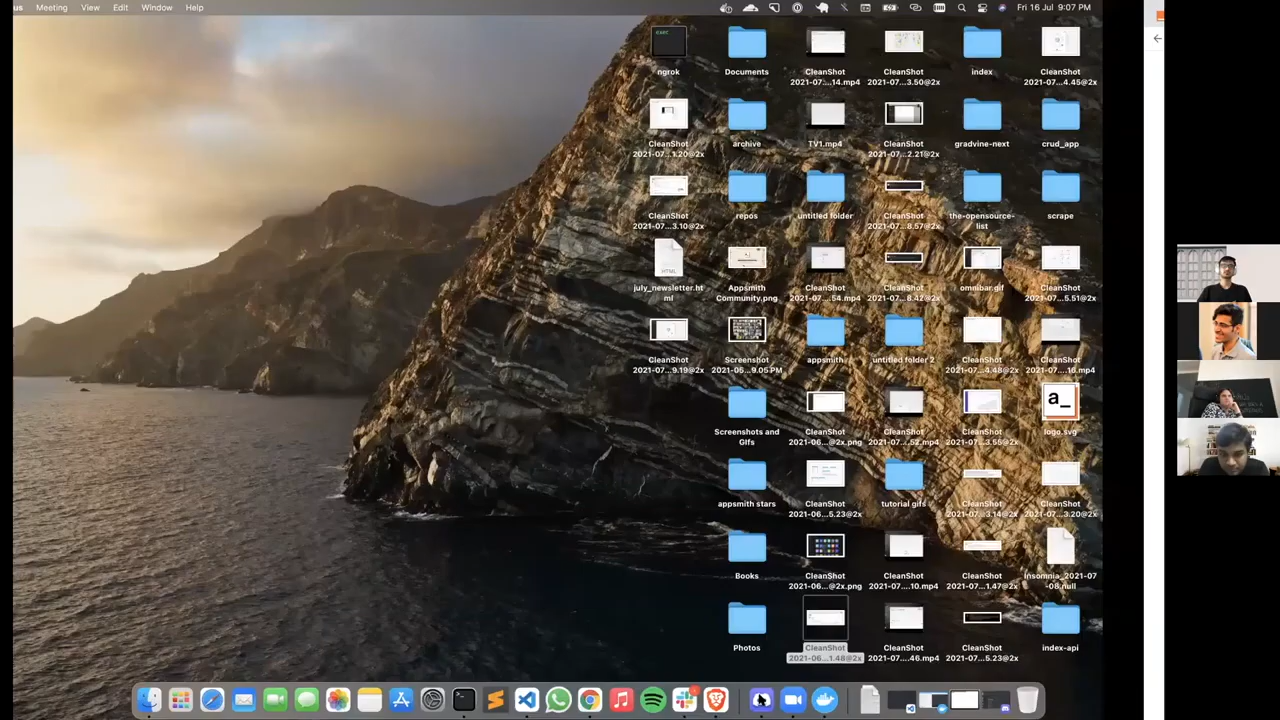 us Meeting View Edit Window Help Fri 16 Jul 9:07 PM
exec
ngrok Documents CleanShot CleanShot index CleanShot
2021-07...14.mp4 2021-07...3.50@2x 2021-07...4.45@2x
CleanShot archive TV1.mp4 CleanShot gradvine-next crud_app
2021-07...1.20@2x 2021-07...2.21@2x
CleanShot repos untitled folder CleanShot the-opensource- scrape
2021-07...3.10@2x 2021-07...8.57@2x list
HTML
july_newsletter.ht Appsmith CleanShot CleanShot omnibar.gif CleanShot
ml Community.png 2021-07...54.mp4 2021-07...8.42@2x 2021-07...5.51@2x
CleanShot Screenshot appsmith untitled folder 2 CleanShot CleanShot
2021-07...9.19@2x 2021-06...9.05 PM 2021-07...4.48@2x 2021-07...16.mp4
a_
Screenshots and CleanShot CleanShot CleanShot logo.svg
Gifs 2021-06...@2x.png 2021-07...52.mp4 2021-07...3.55@2x
appsmith stars CleanShot tutorial gifs CleanShot CleanShot
2021-06...5.23@2x 2021-07...3.14@2x 2021-07...3.20@2x
Books CleanShot CleanShot CleanShot Insomnia_2021-07
2021-06...@2x.png 2021-07...10.mp4 2021-07...1.47@2x -08.null
Photos CleanShot CleanShot CleanShot index-api
2021-06...1.48@2x 2021-07...46.mp4 2021-07...5.23@2x